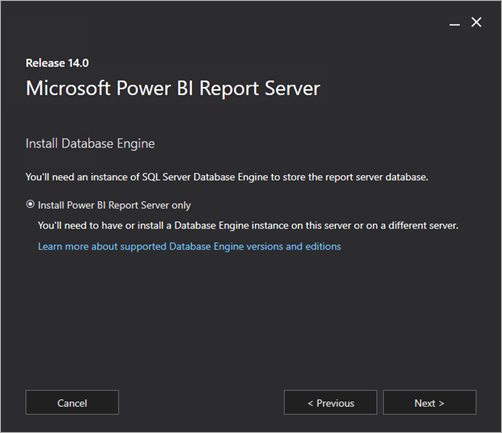 Release 14.0
Microsoft Power BI Report Server
Install Database Engine
You'll need an instance of SQL Server Database Engine to store the report server database.
Install Power BI Report Server only
You'll need to have or install a Database Engine instance on this server or on a different server.
Learn more about supported Database Engine versions and editions
Cancel
< Previous
Next >